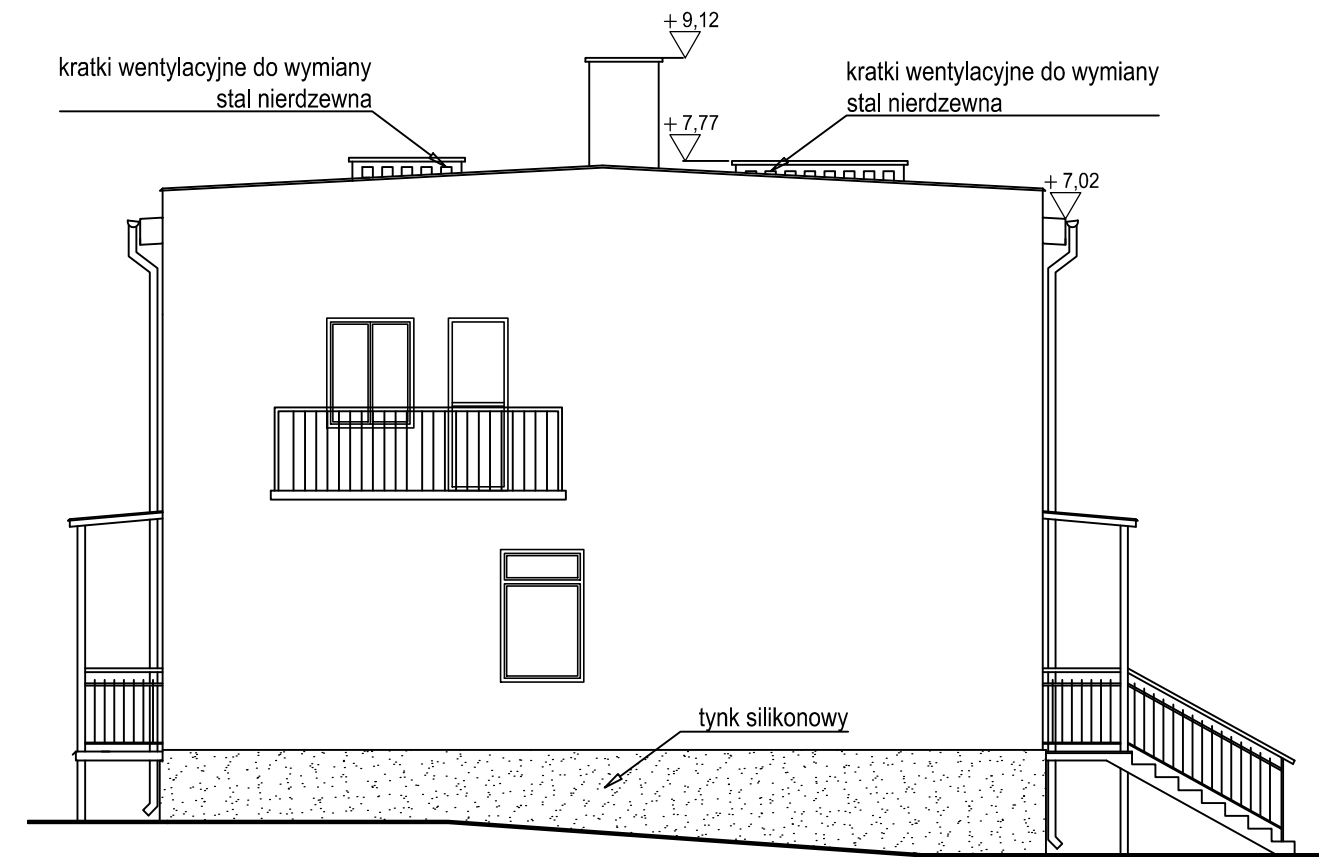 + 9,12
kratki wentylacyjne do wymiany
stal nierdzewna
kratki wentylacyjne do wymiany
stal nierdzewna
+ 7,77
+ 7,02
tynk silikonowy